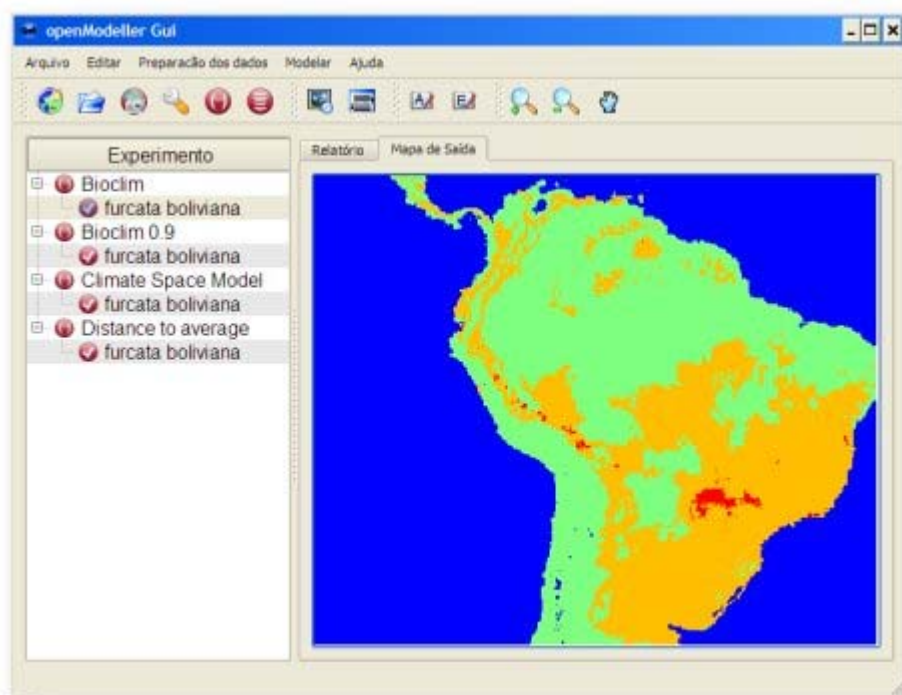 openModeller Gui
Arquivo Editar Preparacão dos dados Modelar Ajuda
A E
Experimento
Relatório Mapa de Saída
Bioclim
furcata boliviana
Bioclim 0.9
furcata boliviana
Climate Space Model
furcata boliviana
Distance to average
furcata boliviana